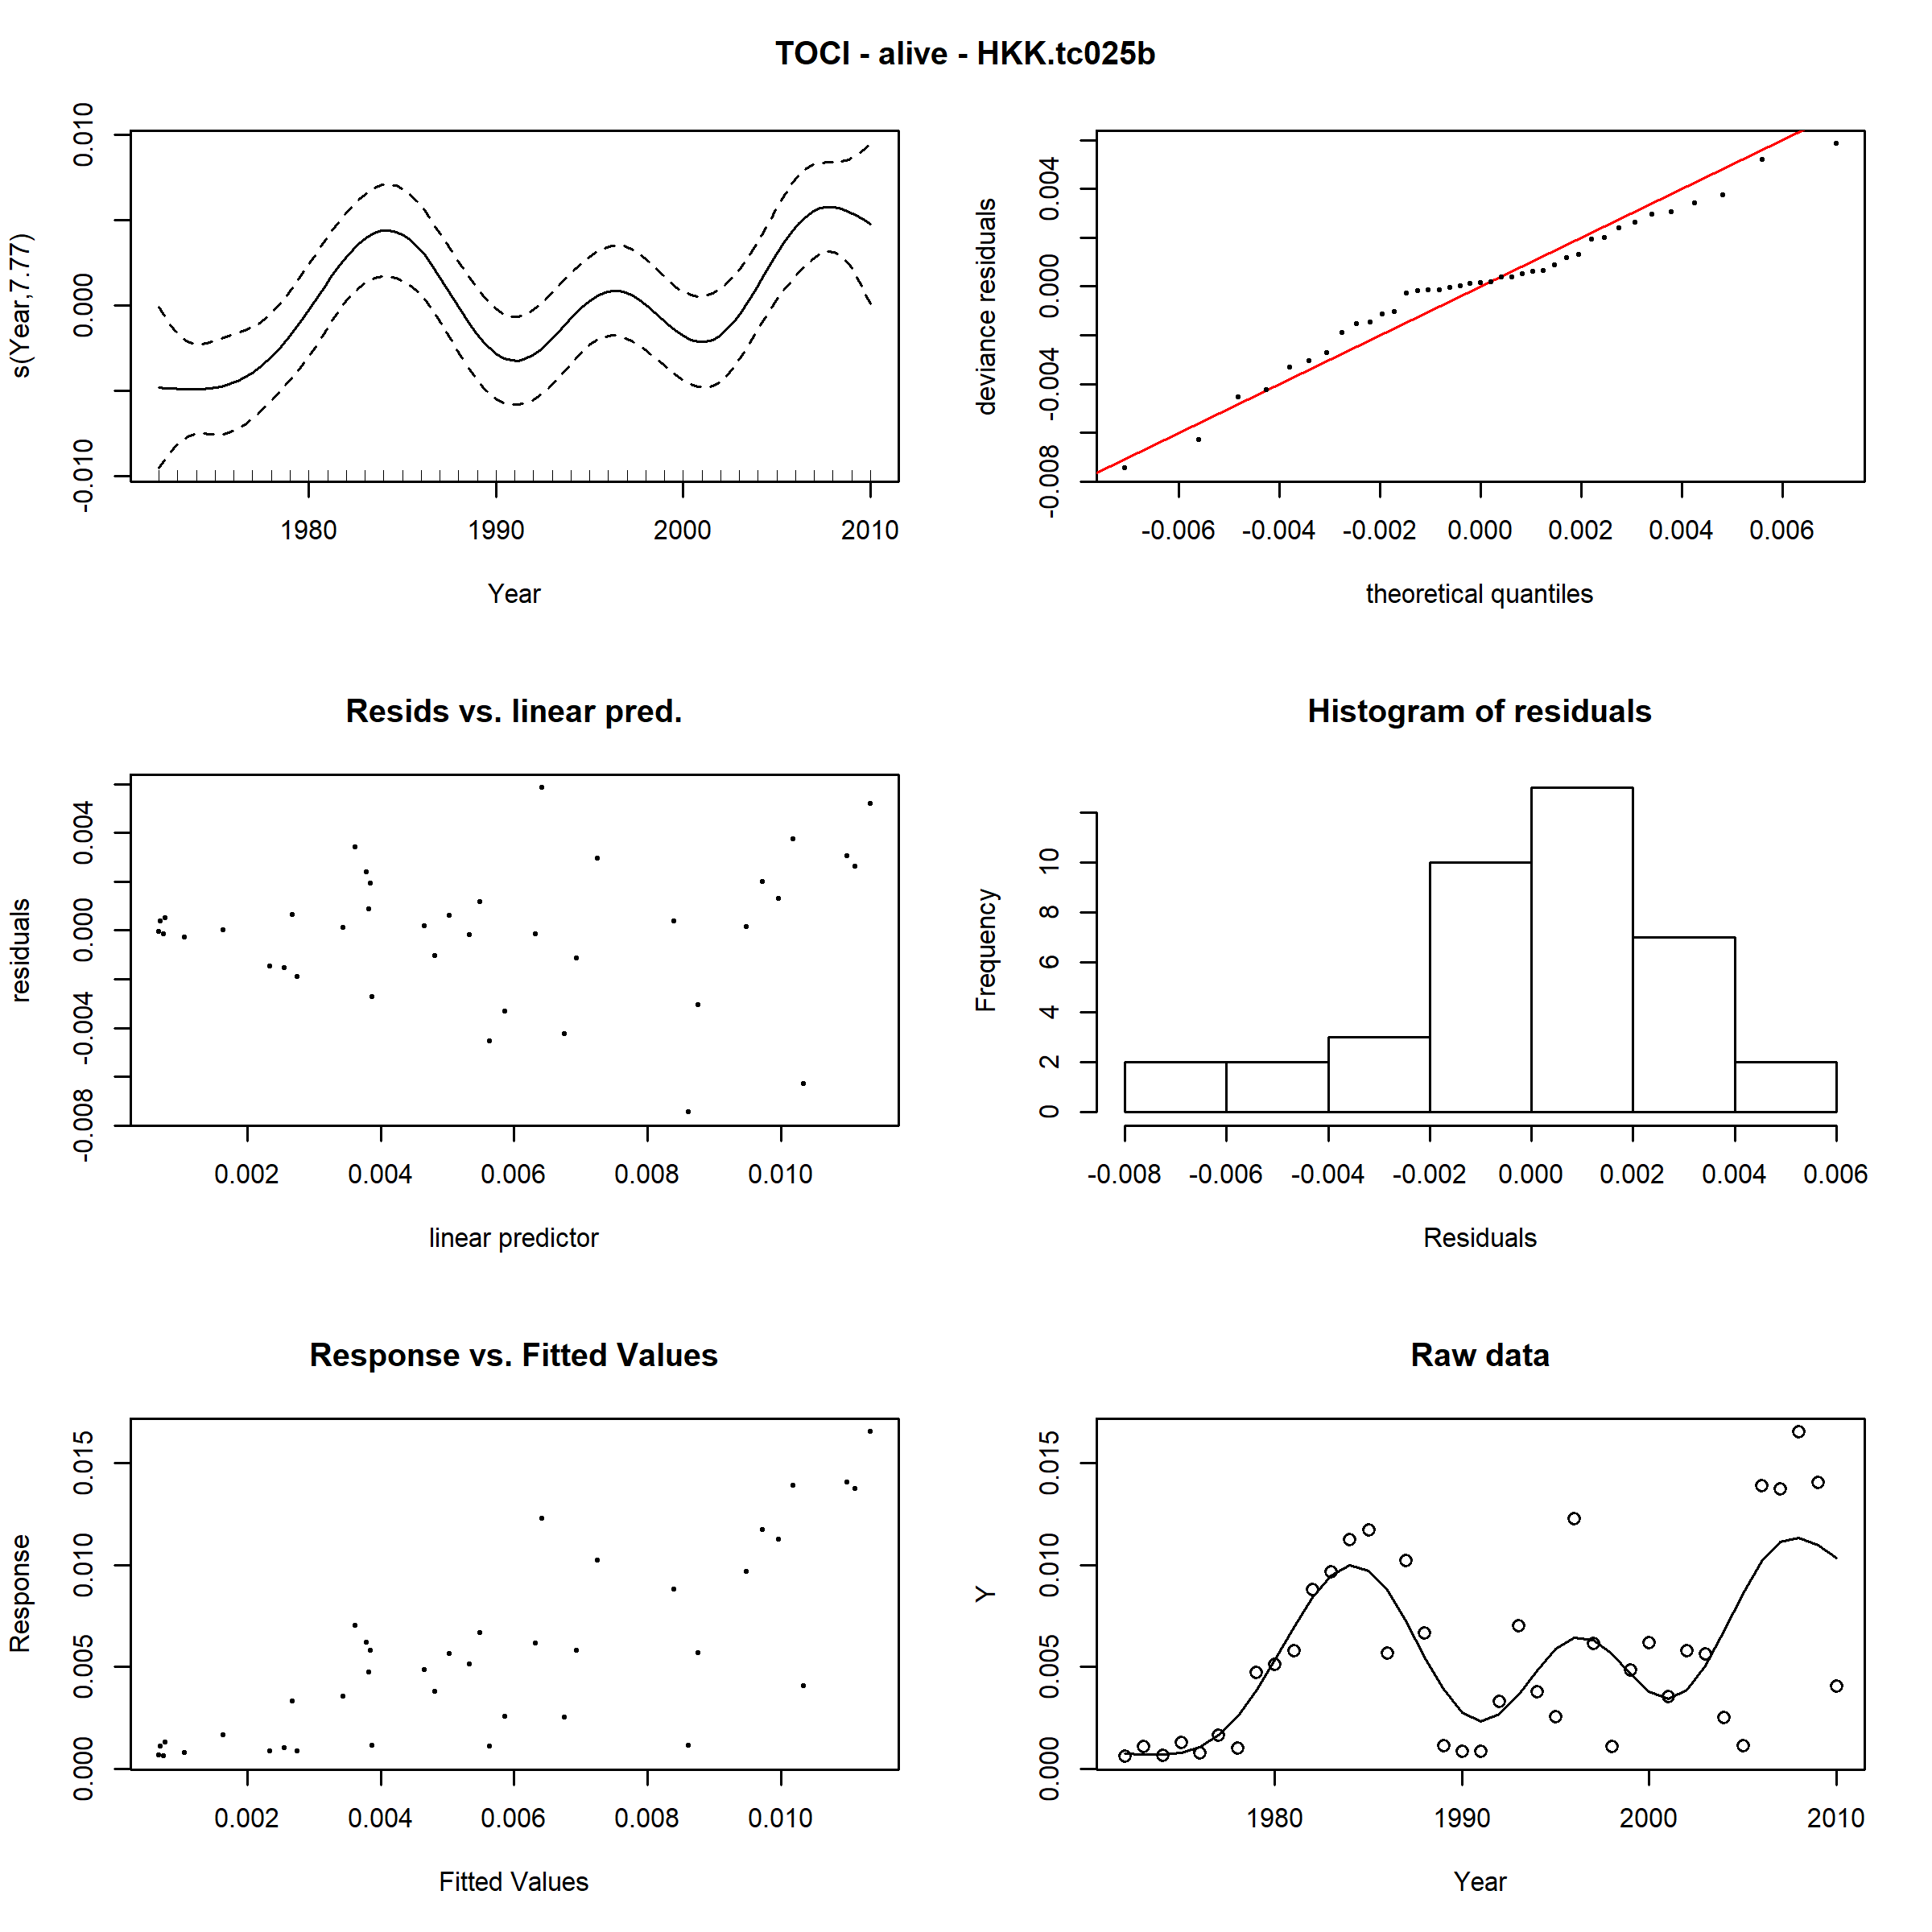 TOCI - alive - HKK.tc025b
s(Year,7.77)
-0.010 0.000 0.010
1980 1990 2000 2010
Year
deviance residuals
-0.008 -0.004 0.000 0.004
-0.006 -0.004 -0.002 0.000 0.002 0.004 0.006
theoretical quantiles
Resids vs. linear pred.
residuals
-0.008 -0.004 0.000 0.004
0.002 0.004 0.006 0.008 0.010
linear predictor
Histogram of residuals
Frequency
0 2 4 6 8 10
-0.008 -0.006 -0.004 -0.002 0.000 0.002 0.004 0.006
Residuals
Response vs. Fitted Values
Response
0.000 0.005 0.010 0.015
0.002 0.004 0.006 0.008 0.010
Fitted Values
Raw data
Y
0.000 0.005 0.010 0.015
1980 1990 2000 2010
Year